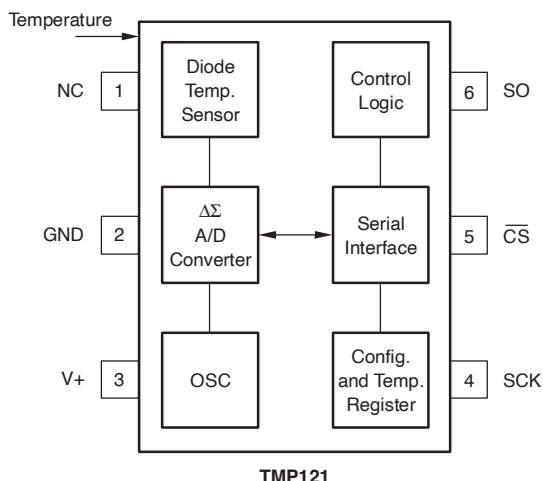 Temperature
NC
1
Diode
Temp.
Sensor
Control
Logic
6
SO
GND
2
ΔΣ
A/D
Converter
Serial
Interface
5
C̅S̅
V+
3
OSC
Config.
and Temp.
Register
4
SCK
TMP121